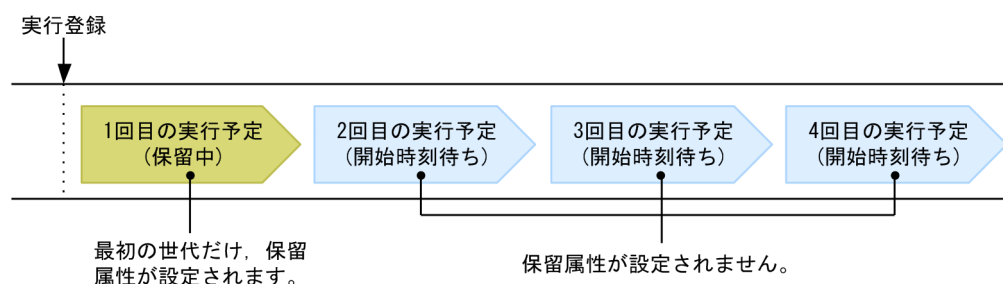 実行登録
1回目の実行予定
(保留中)
2回目の実行予定
(開始時刻待ち)
3回目の実行予定
(開始時刻待ち)
4回目の実行予定
(開始時刻待ち)
最初の世代だけ，保留
属性が設定されます。
保留属性が設定されません。